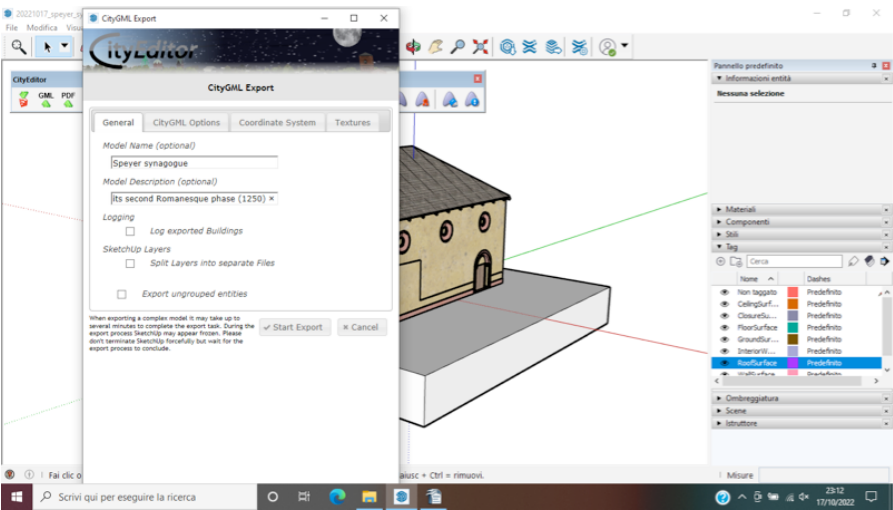 20221017_speyer_sy
CityGML Export
File Modifica Visu
CityEditor
CityEditor
GML PDF
CityGML Export
General CityGML Options Coordinate System Textures
Model Name (optional)
Speyer synagogue
Model Description (optional)
its second Romanesque phase (1250) ×
Logging
Log exported Buildings
SketchUp Layers
Split Layers into separate Files
Export ungrouped entities
When exporting a complex model it may take up to
several minutes to complete the export task. During the
export process SketchUp may appear frozen. Please
don't terminate SketchUp forcefully but wait for the
export process to conclude.
Start Export × Cancel
Pannello predefinito
Informazioni entità
Nessuna selezione
Materiali
Componenti
Stili
Tag
Cerca
Nome Dashes
Non taggato Predefinito
CeilingSurf... Predefinito
ClosureSu... Predefinito
FloorSurface Predefinito
GroundSur... Predefinito
InteriorW... Predefinito
RoofSurface Predefinito
WallSurface Predefinito
Ombreggiatura
Scene
Istruttore
Fai clic o
aiusc + Ctrl = rimuovi.
Misure
Scrivi qui per eseguire la ricerca
23:12
17/10/2022